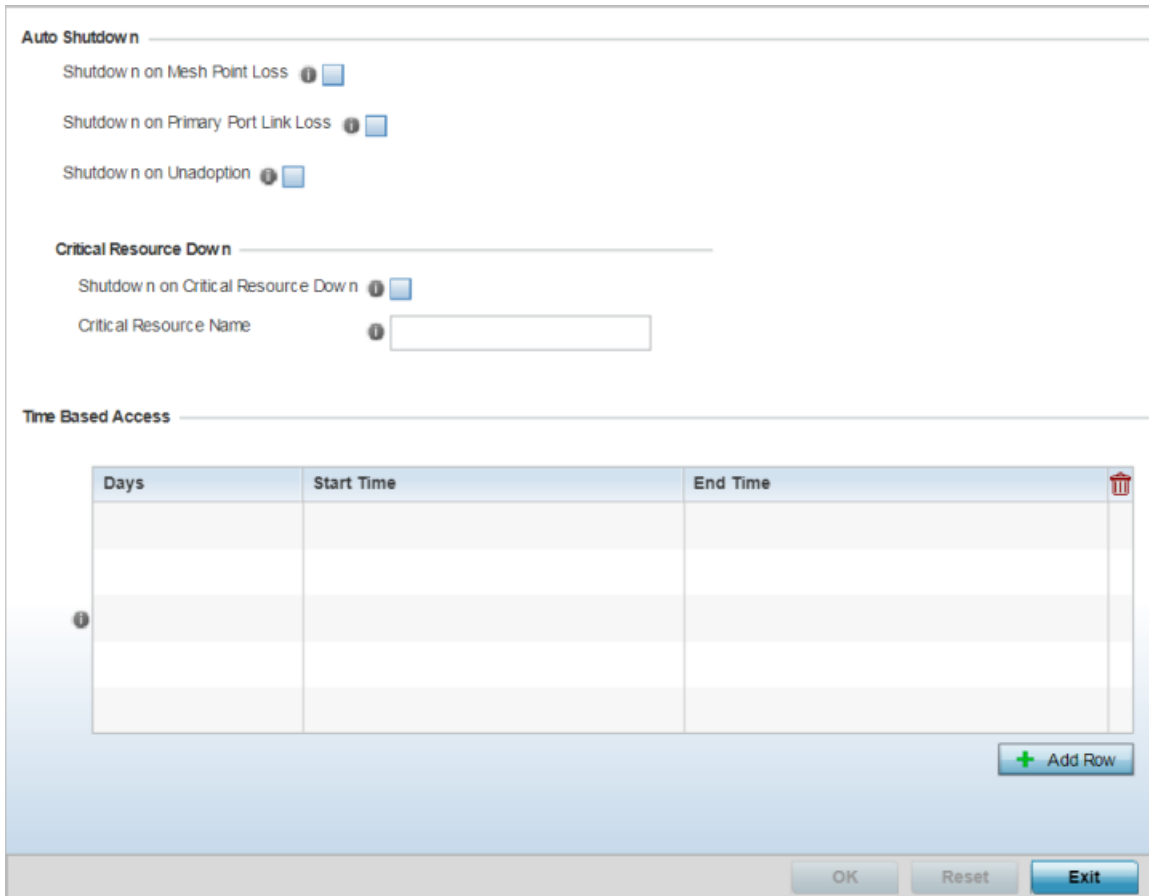 Auto Shutdown
Shutdown on Mesh Point Loss
Shutdown on Primary Port Link Loss
Shutdown on Unadoption
Critical Resource Down
Shutdown on Critical Resource Down
Critical Resource Name
Time Based Access
Days Start Time End Time
Add Row
OK Reset Exit